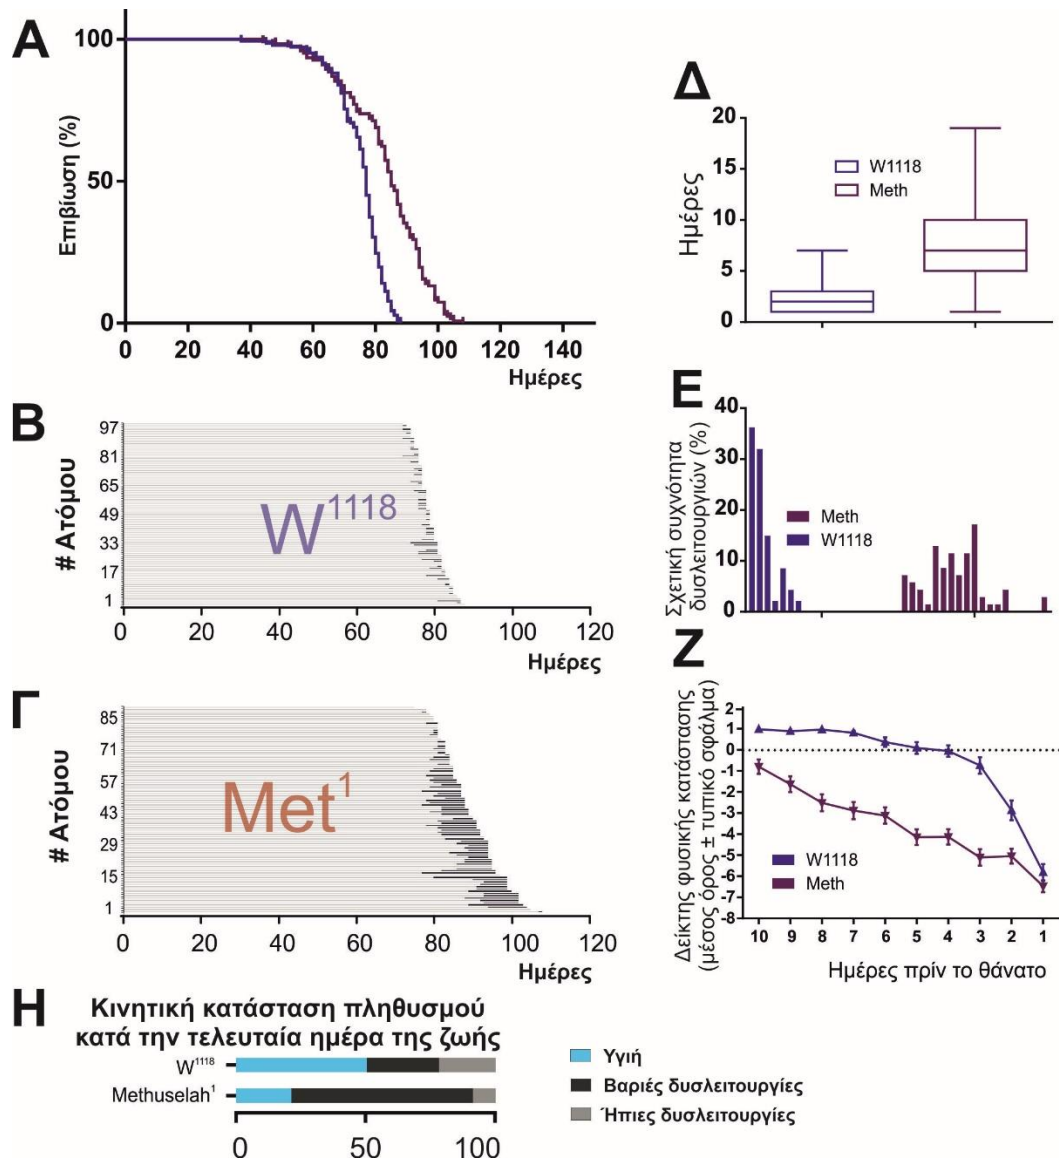 Α
Επιβίωση (%)
100
50
0
0 20 40 60 80 100 120 140
Ημέρες
Δ
Ημέρες
20
15
10
5
0
W1118
Meth
Β
# Ατόμου
97
81
65
49
33
17
1
W1118
0 20 40 60 80 100 120
Ημέρες
Ε
Σχετική συχνότητα
δυσλειτουργιών (%)
40
30
20
10
0
Meth
W1118
Γ
# Ατόμου
85
71
57
43
29
15
1
Met1
0 20 40 60 80 100 120
Ημέρες
Ζ
Δείκτης φυσικής κατάστασης
(μέσος όρος ± τυπικό σφάλμα)
2
1
0
-1
-2
-3
-4
-5
-6
-7
-8
W1118
Meth
10 9 8 7 6 5 4 3 2 1
Ημέρες πρίν το θάνατο
Η
Κινητική κατάσταση πληθυσμού
κατά την τελευταία ημέρα της ζωής
W1118
Methuselah1
0 50 100
Υγιή
Βαριές δυσλειτουργίες
Ήπιες δυσλειτουργίες